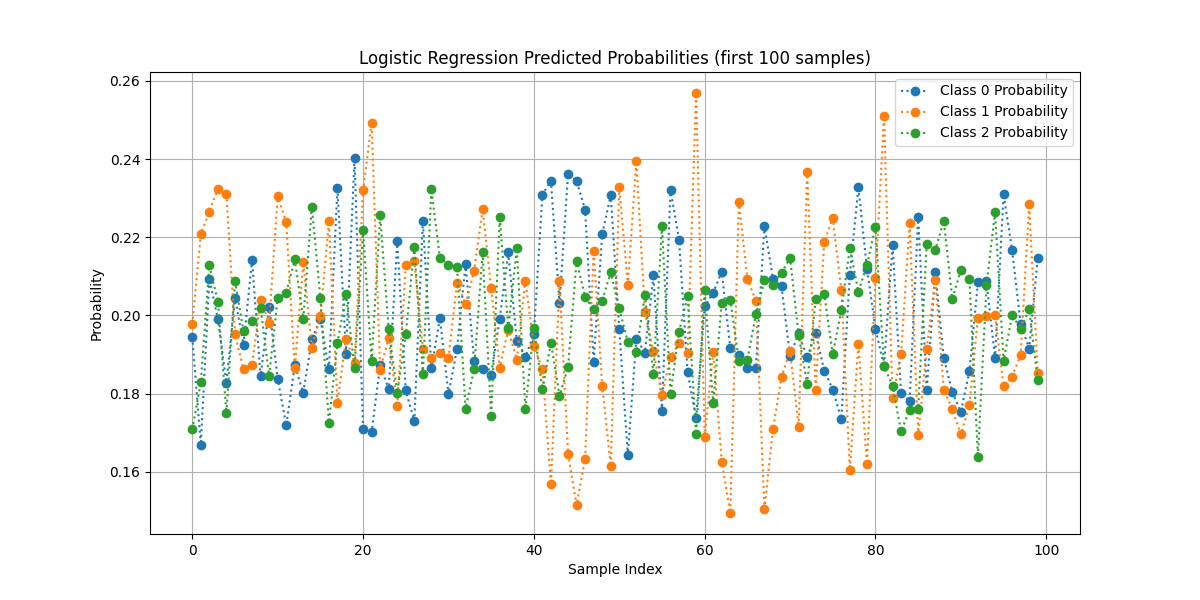 Logistic Regression Predicted Probabilities (first 100 samples)
0.26
0.24
0.22
0.20
0.18
0.16
Probability
Class 0 Probability
Class 1 Probability
Class 2 Probability
0 20 40 60 80 100
Sample Index